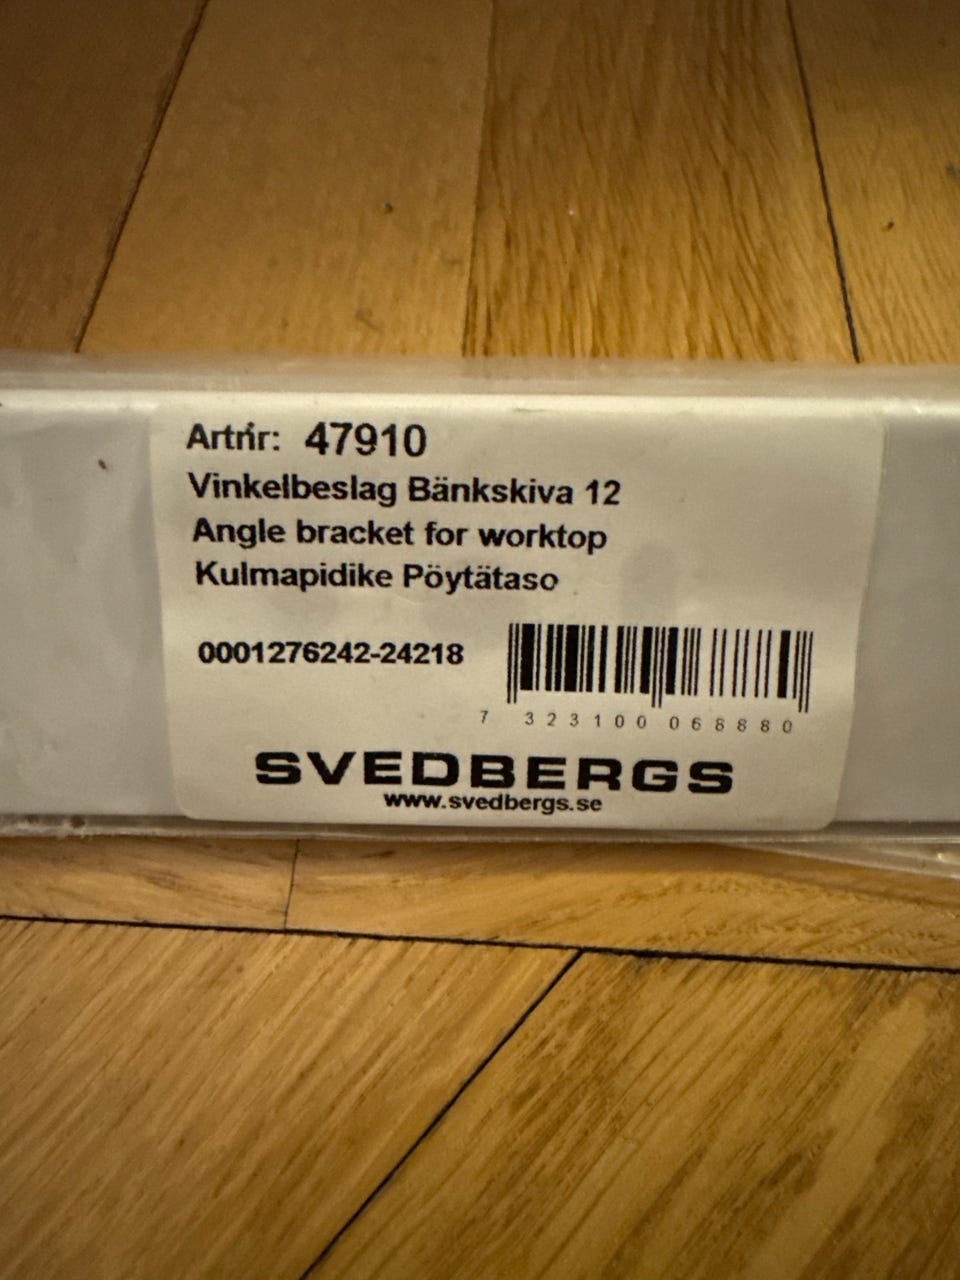 Artnr: 47910
Vinkelbeslag Bänkskiva 12
Angle bracket for worktop
Kulmapidike Pöytätaso
0001276242-24218
7 323100 068880
SVEDBERGS
www.svedbergs.se